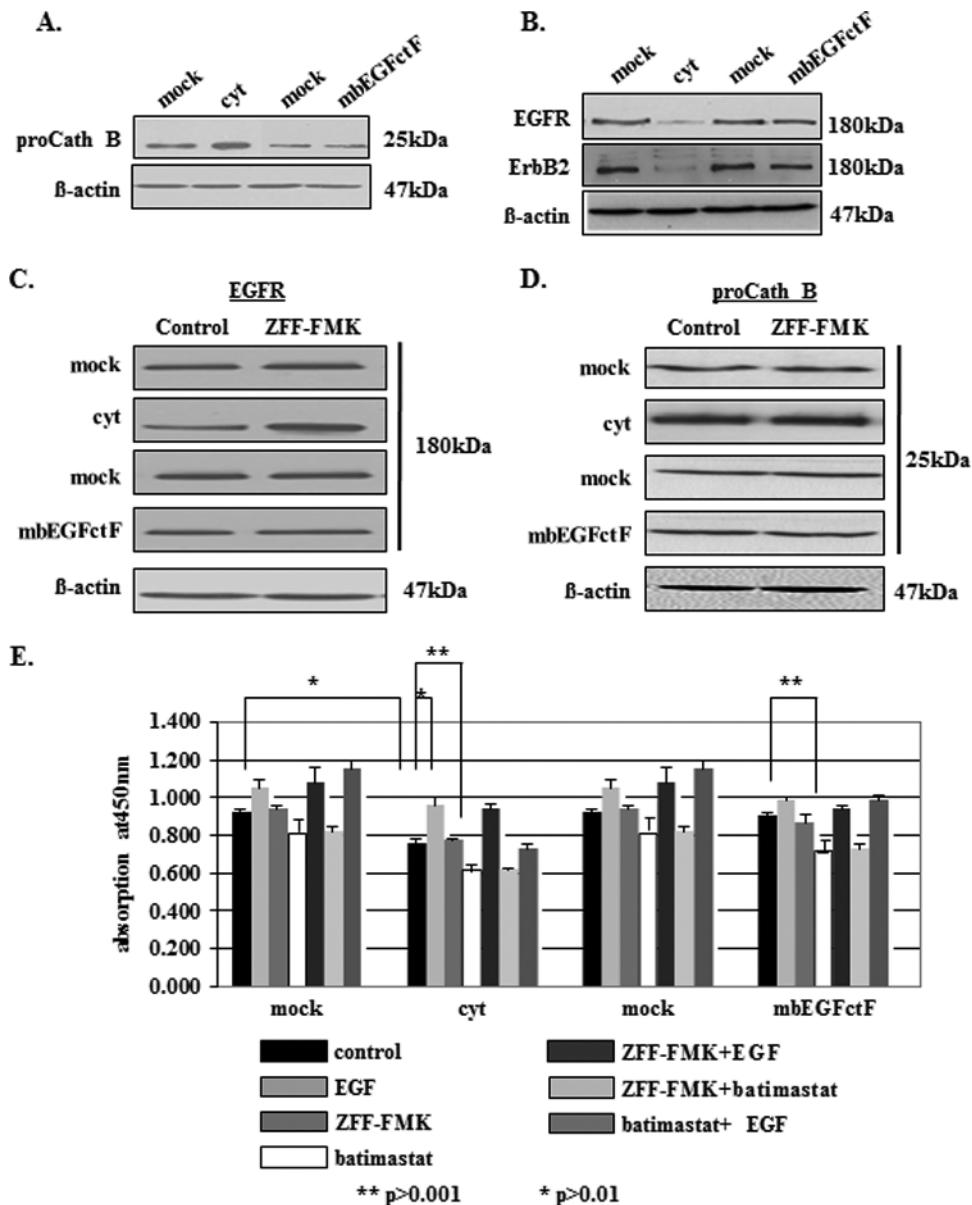 A.
mock cyt mock mbEGFctF
proCath B 25kDa
ß-actin 47kDa
B.
mock cyt mock mbEGFctF
EGFR 180kDa
ErbB2 180kDa
ß-actin 47kDa
C.
EGFR
Control ZFF-FMK
mock
cyt
180kDa
mock
mbEGFctF
ß-actin 47kDa
D.
proCath B
Control ZFF-FMK
mock
cyt
25kDa
mock
mbEGFctF
ß-actin 47kDa
E.
**
* * **
absorption at450nm
1.400
1.200
1.000
0.800
0.600
0.400
0.200
0.000
mock cyt mock mbEGFctF
control
EGF
ZFF-FMK
batimastat
ZFF-FMK+EGF
ZFF-FMK+batimastat
batimastat+ EGF
** p>0.001 * p>0.01